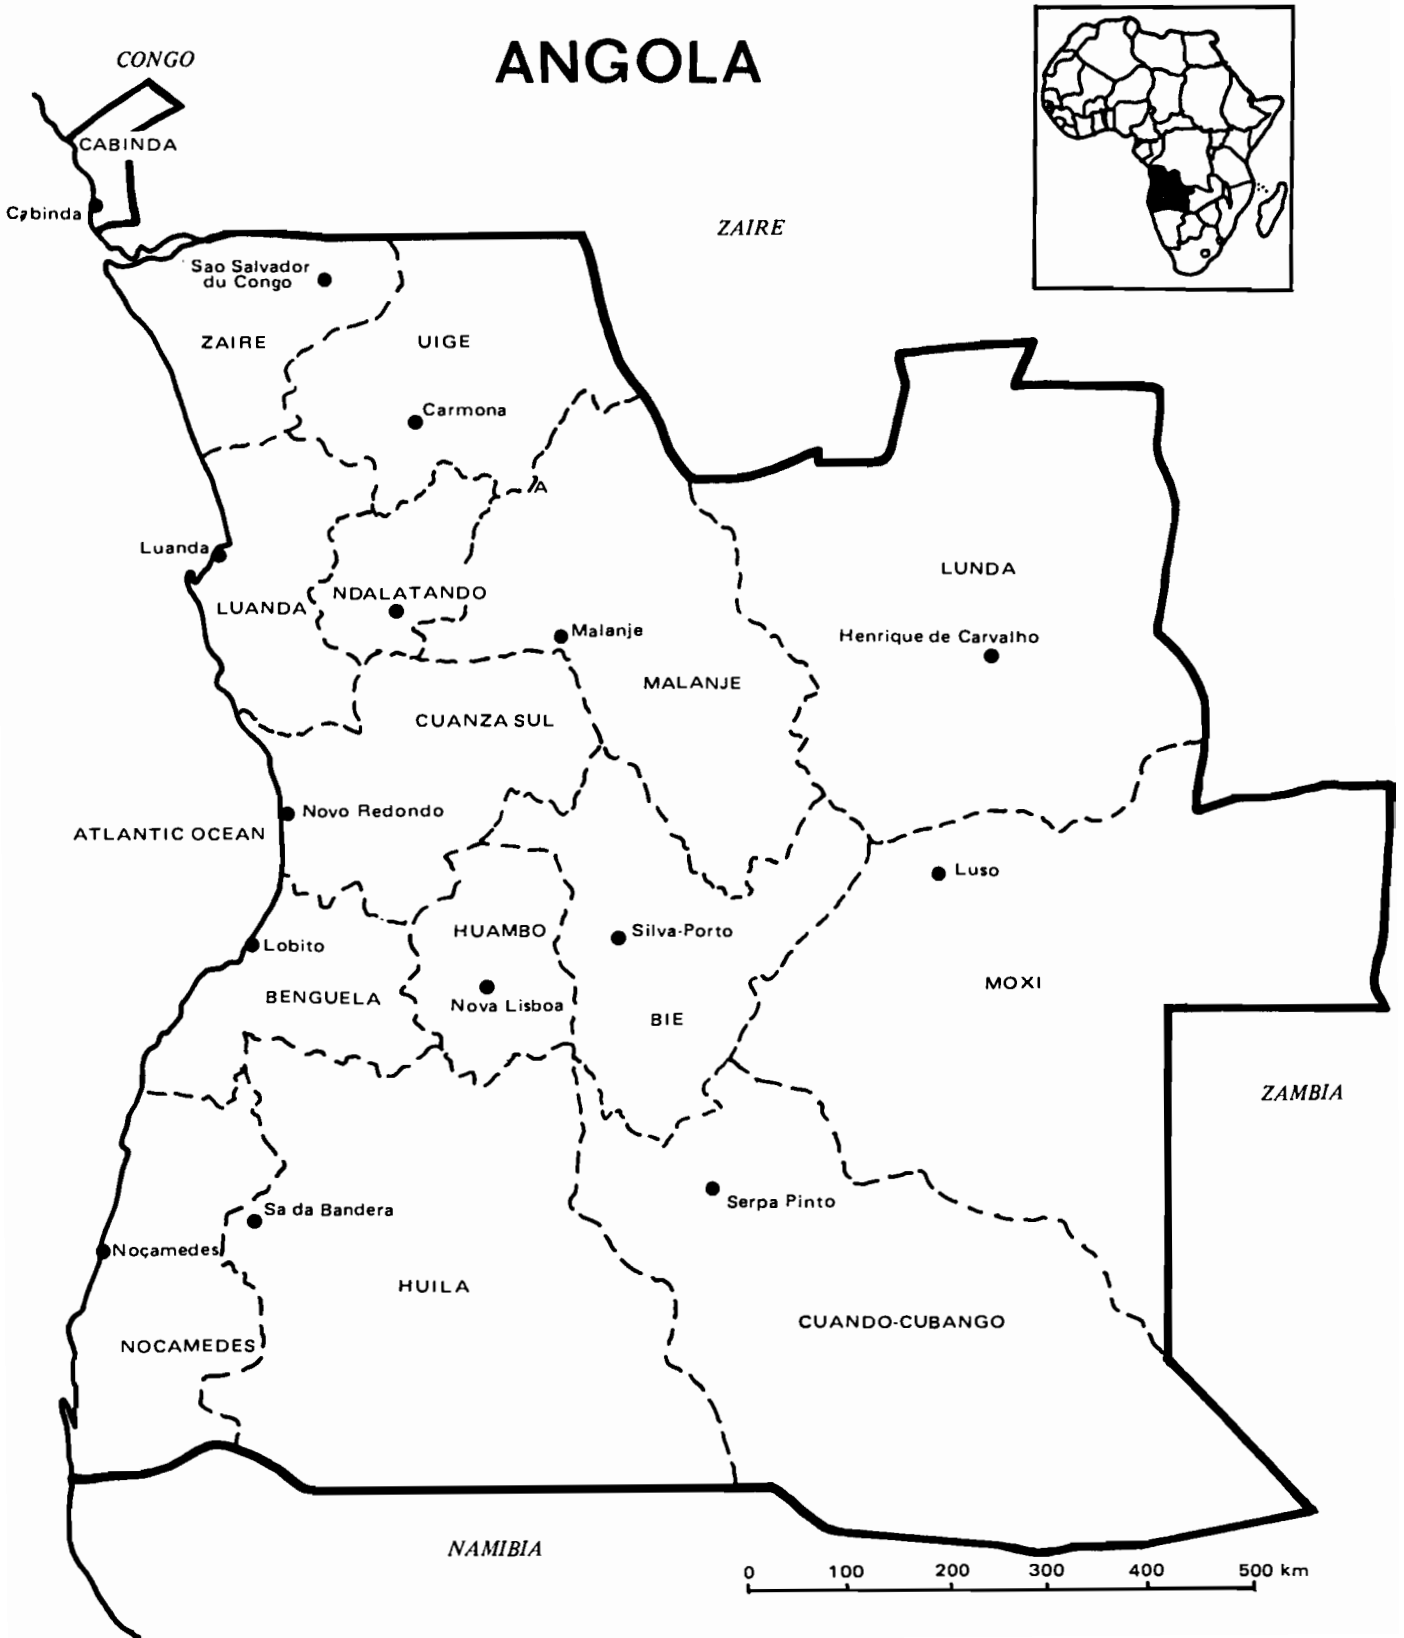 ANGOLA
CONGO
CABINDA
Cabinda
ZAIRE
Sao Salvador
du Congo
ZAIRE
UIGE
Carmona
A
Luanda
LUNDA
NDALATANDO
LUANDA
Malanje
Henrique de Carvalho
MALANJE
CUANZA SUL
Novo Redondo
ATLANTIC OCEAN
Luso
HUAMBO
Silva-Porto
Lobito
MOXI
BENGUELA
Nova Lisboa
BIE
ZAMBIA
Serpa Pinto
Sa da Bandera
Noçamedes
HUILA
CUANDO-CUBANGO
NOCAMEDES
NAMIBIA
0 100 200 300 400 500 km